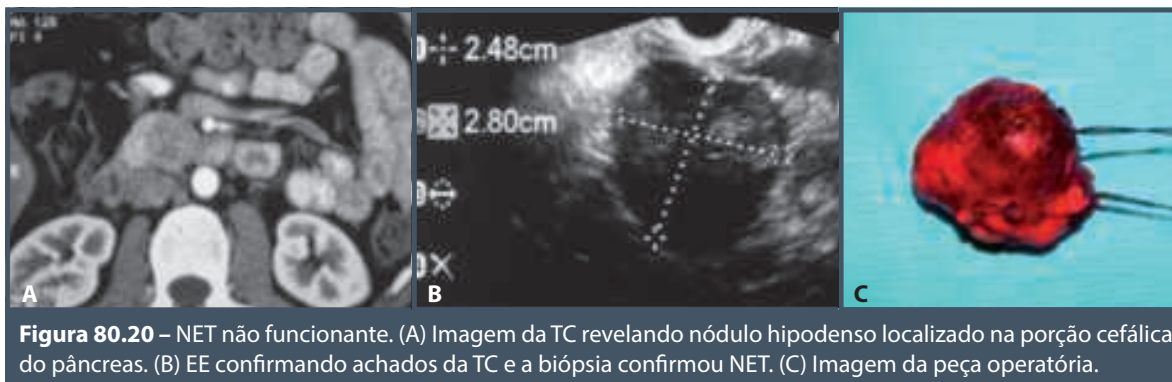 2.48cm
2.80cm
A
B
C
Figura 80.20 – NET não funcionante. (A) Imagem da TC revelando nódulo hipodenso localizado na porção cefálica
do pâncreas. (B) EE confirmando achados da TC e a biópsia confirmou NET. (C) Imagem da peça operatória.